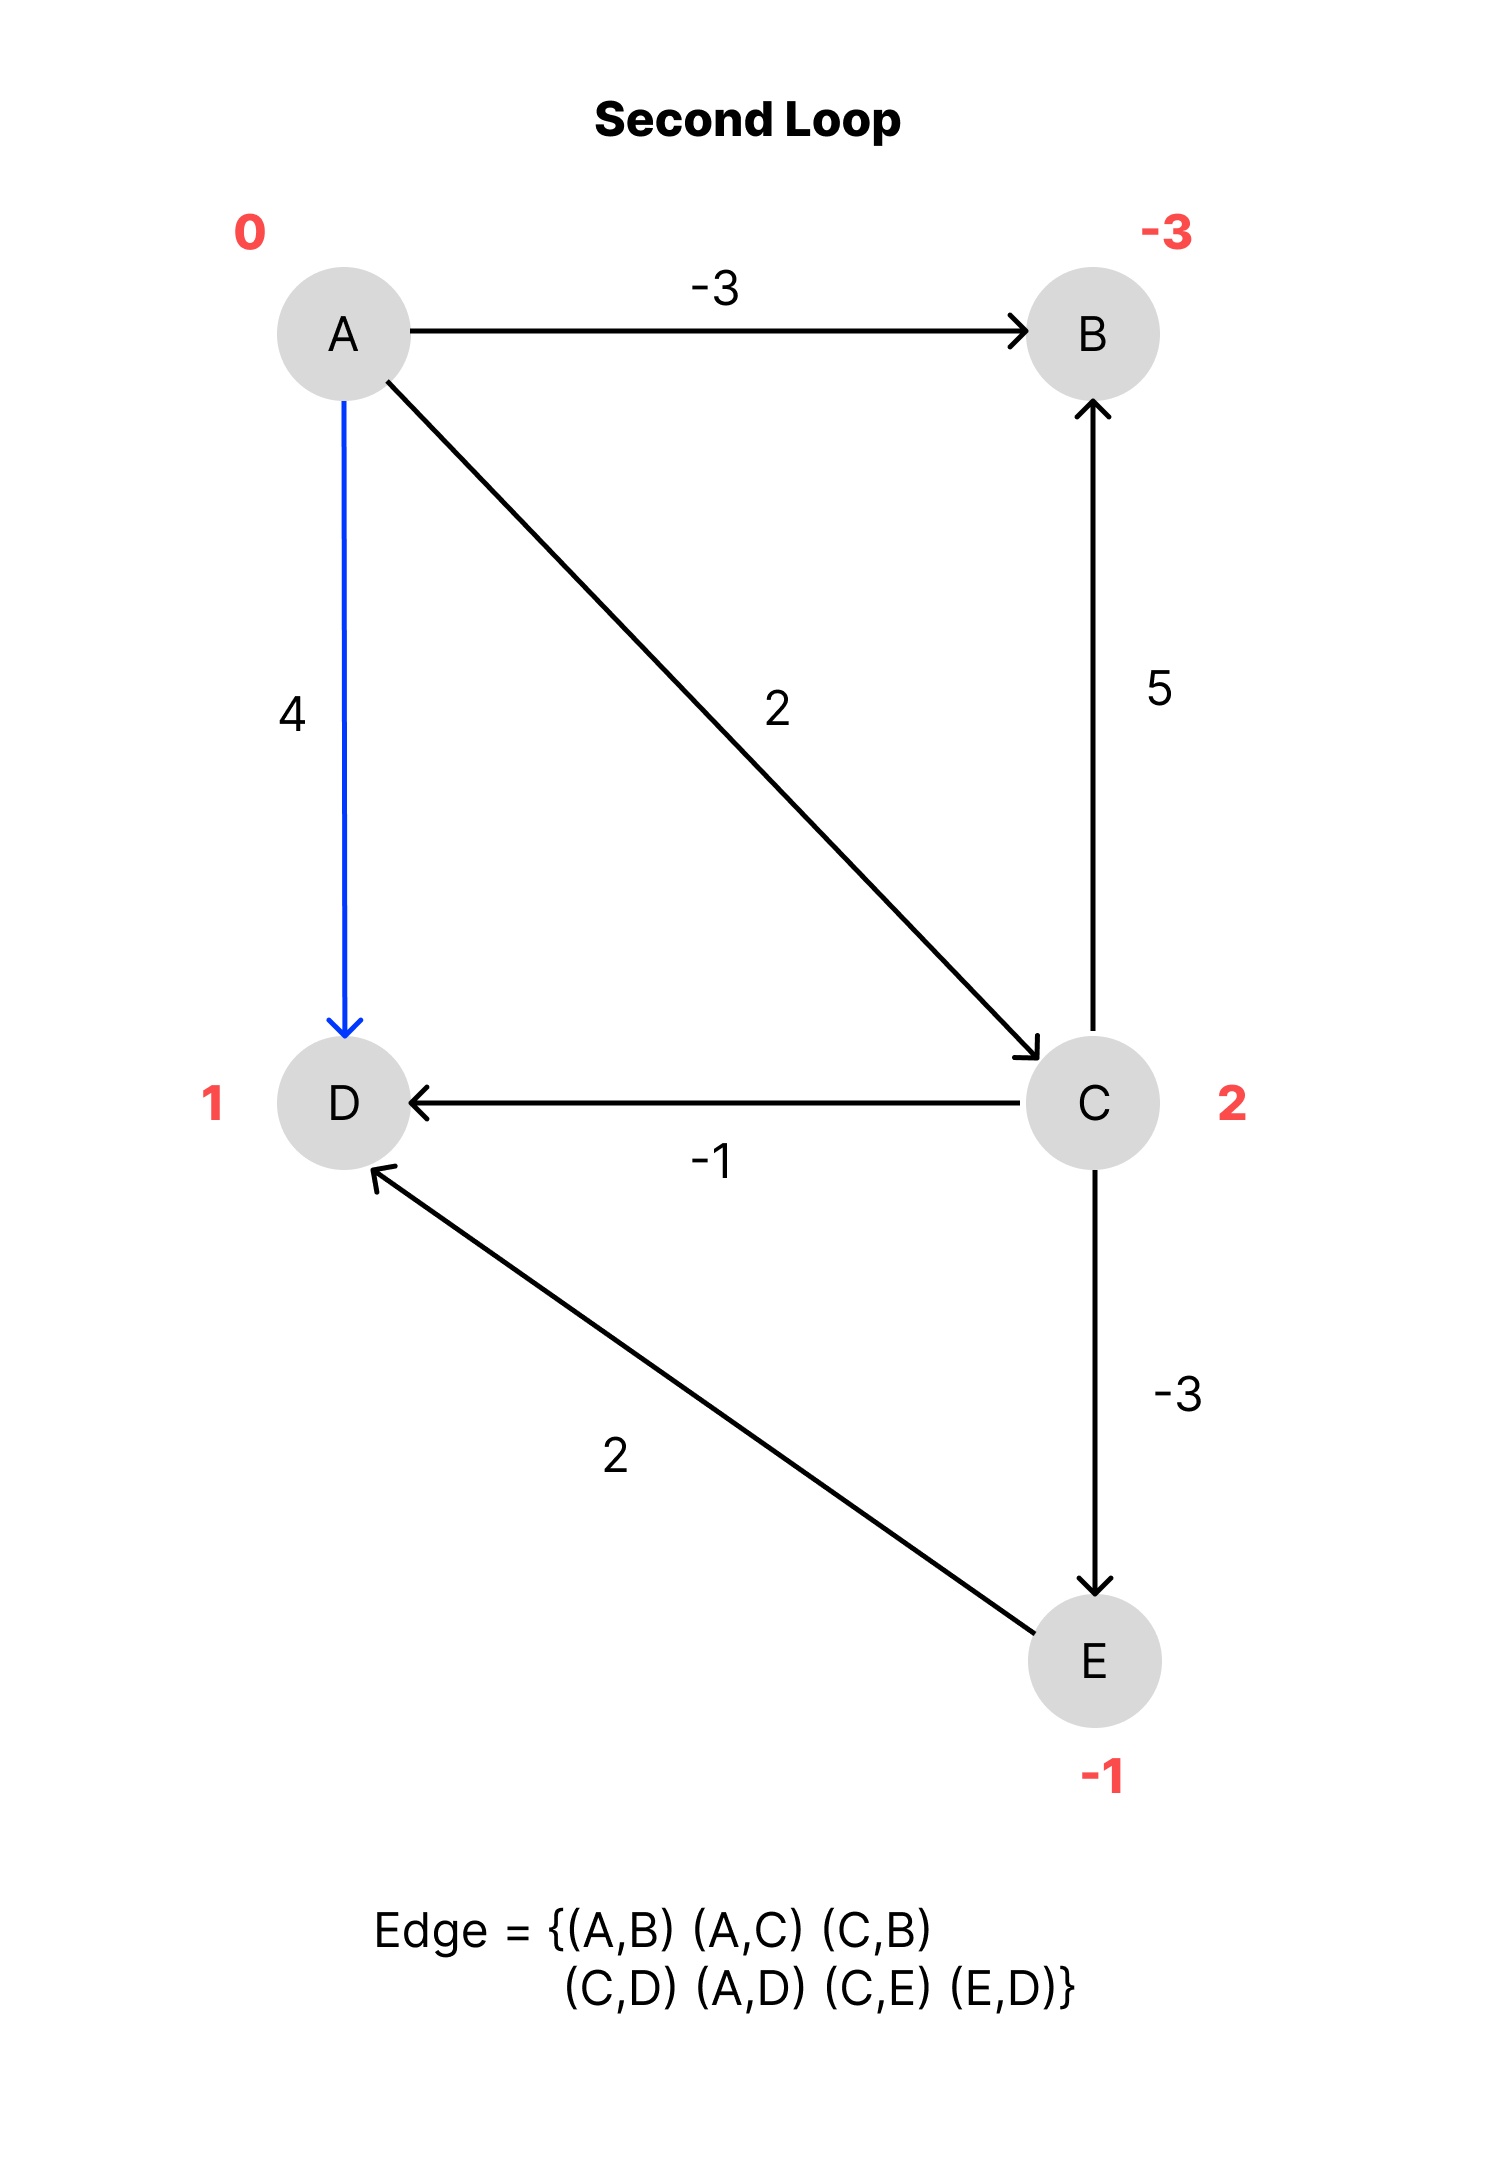 Second Loop
0
-3
-3
A
B
4
2
5
1
D
C
2
-1
-3
2
E
-1
Edge = {(A,B) (A,C) (C,B)
(C,D) (A,D) (C,E) (E,D)}